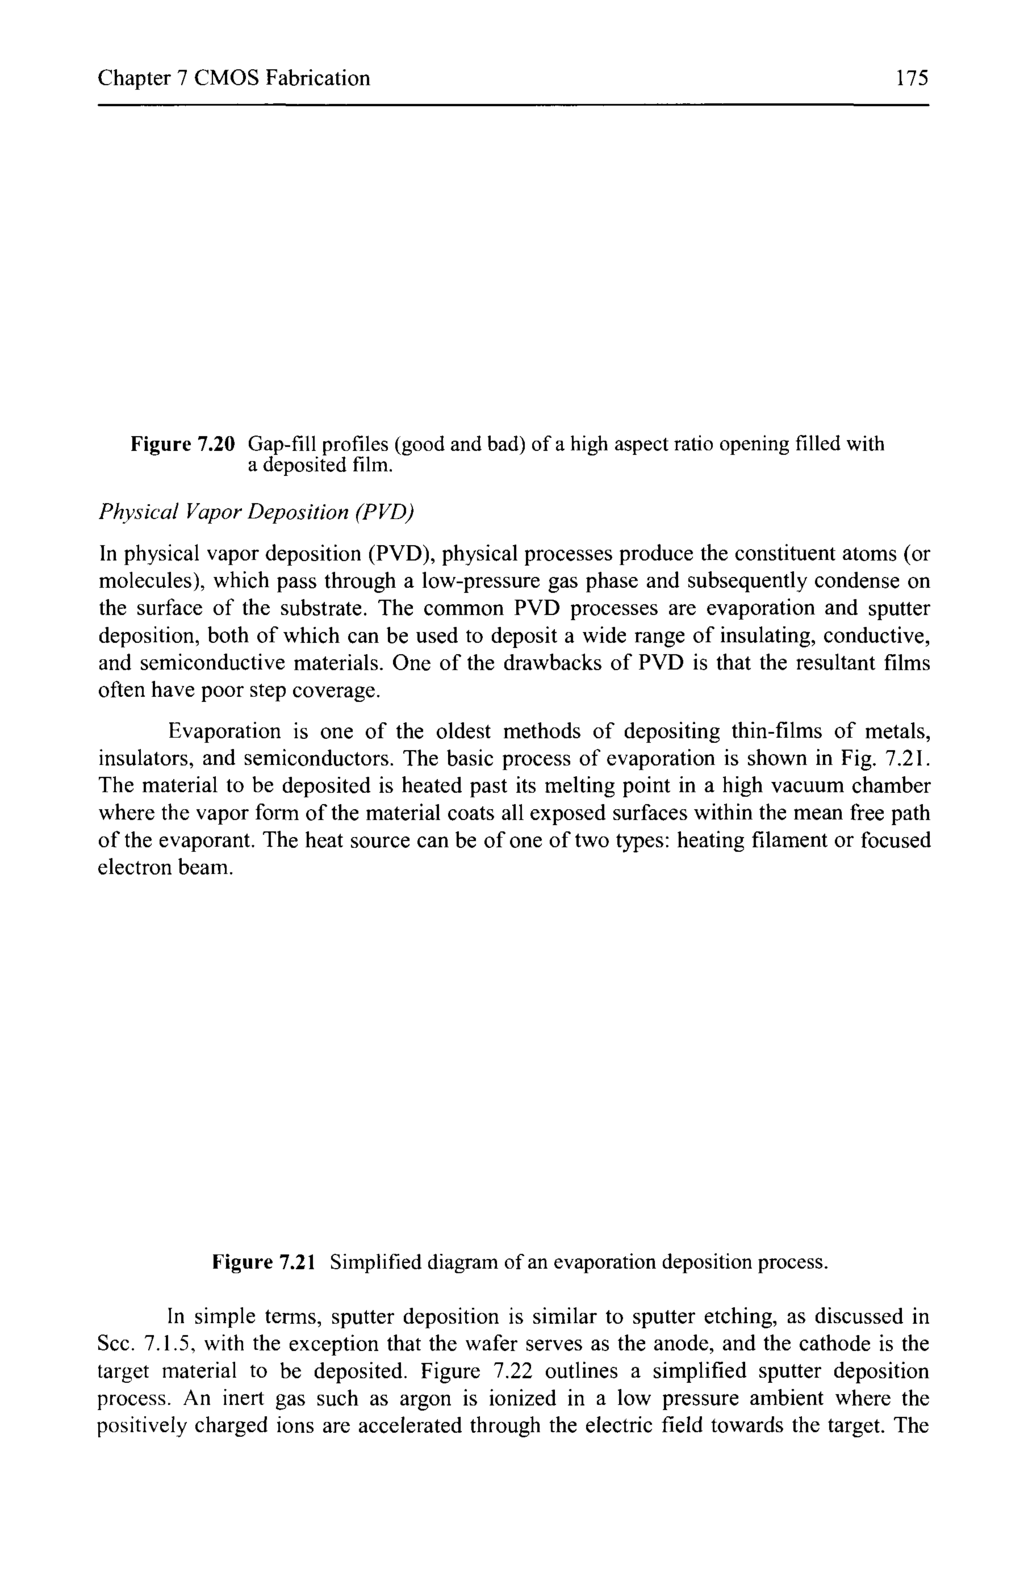 Chapter 7 CMOS Fabrication 175
Figure 7.20 Gap-fill profiles (good and bad) of a high aspect ratio opening filled with
a deposited film.
Physical Vapor Deposition (PVD)
In physical vapor deposition (PVD), physical processes produce the constituent atoms (or
molecules), which pass through a low-pressure gas phase and subsequently condense on
the surface of the substrate. The common PVD processes are evaporation and sputter
deposition, both of which can be used to deposit a wide range of insulating, conductive,
and semiconductive materials. One of the drawbacks of PVD is that the resultant films
often have poor step coverage.
Evaporation is one of the oldest methods of depositing thin-films of metals,
insulators, and semiconductors. The basic process of evaporation is shown in Fig. 7.21.
The material to be deposited is heated past its melting point in a high vacuum chamber
where the vapor form of the material coats all exposed surfaces within the mean free path
of the evaporant. The heat source can be of one of two types: heating filament or focused
electron beam.
Figure 7.21 Simplified diagram of an evaporation deposition process.
In simple terms, sputter deposition is similar to sputter etching, as discussed in
Sec. 7.1.5, with the exception that the wafer serves as the anode, and the cathode is the
target material to be deposited. Figure 7.22 outlines a simplified sputter deposition
process. An inert gas such as argon is ionized in a low pressure ambient where the
positively charged ions are accelerated through the electric field towards the target. The